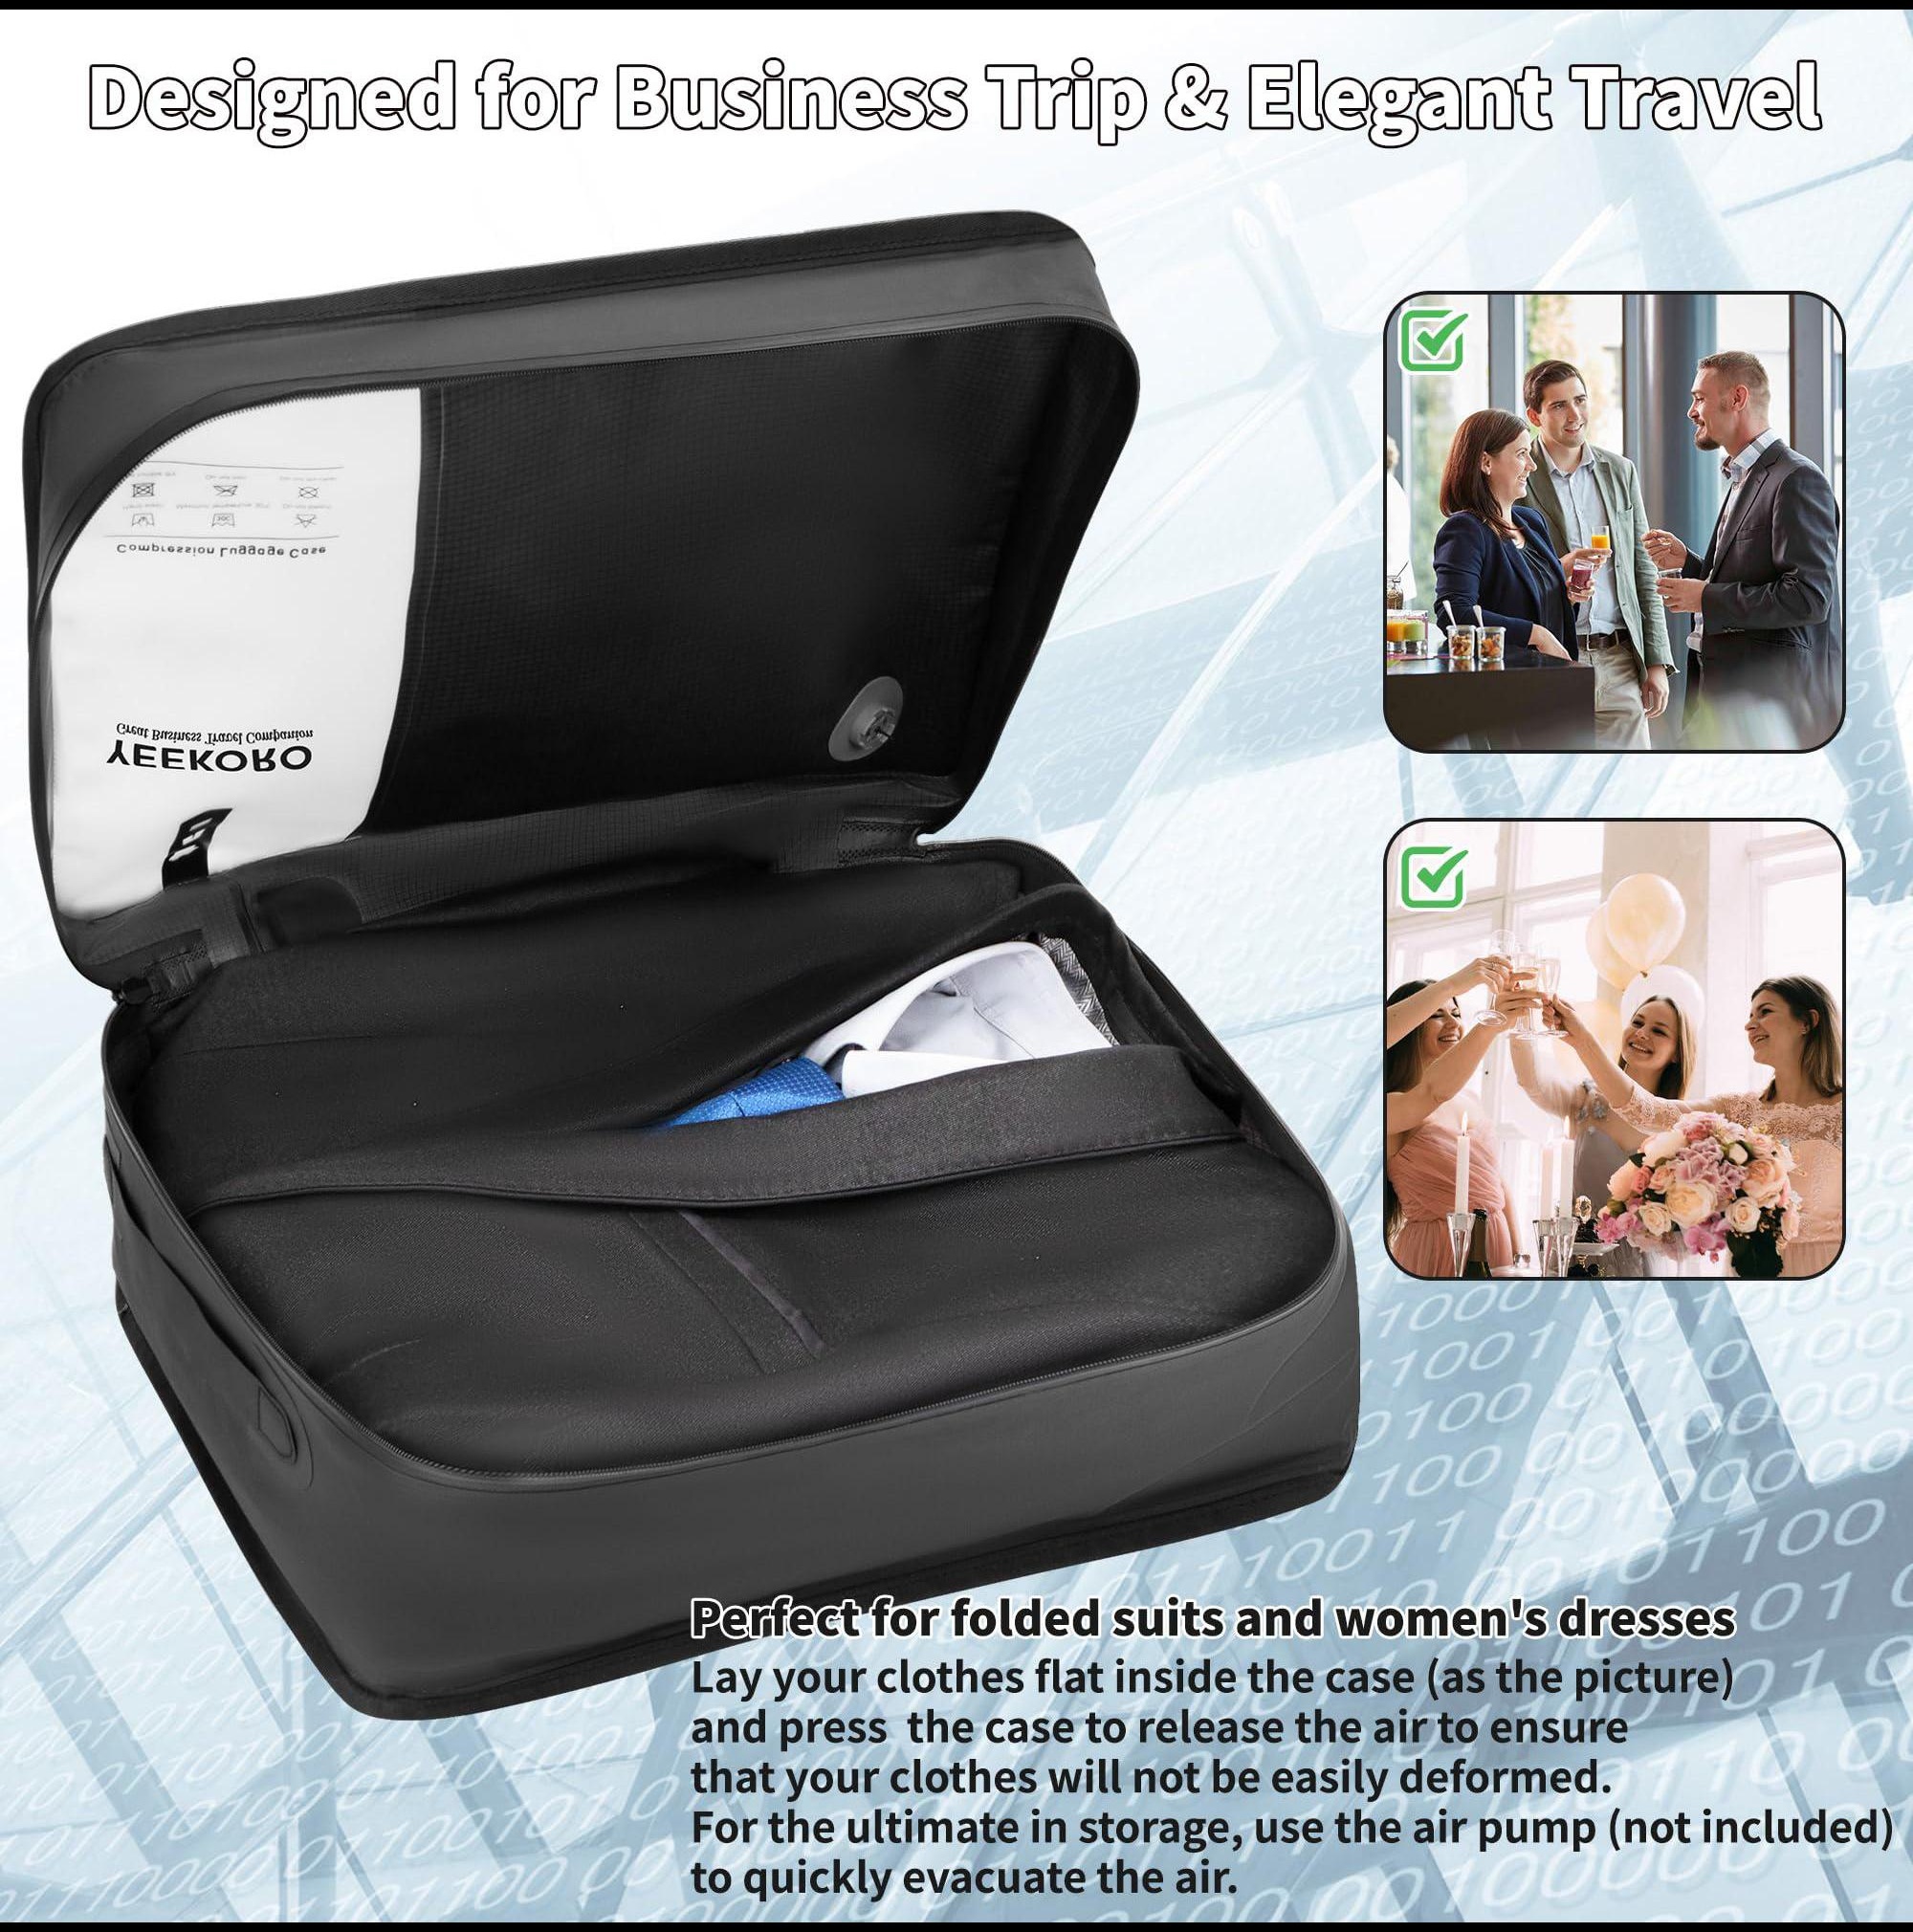 Designed for Business Trip & Elegant Travel
Compression Luggage Case
Great Business Travel Companion
YEEKORO
Perfect for folded suits and women's dresses
Lay your clothes flat inside the case (as the picture)
and press the case to release the air to ensure
that your clothes will not be easily deformed.
For the ultimate in storage, use the air pump (not included)
to quickly evacuate the air.